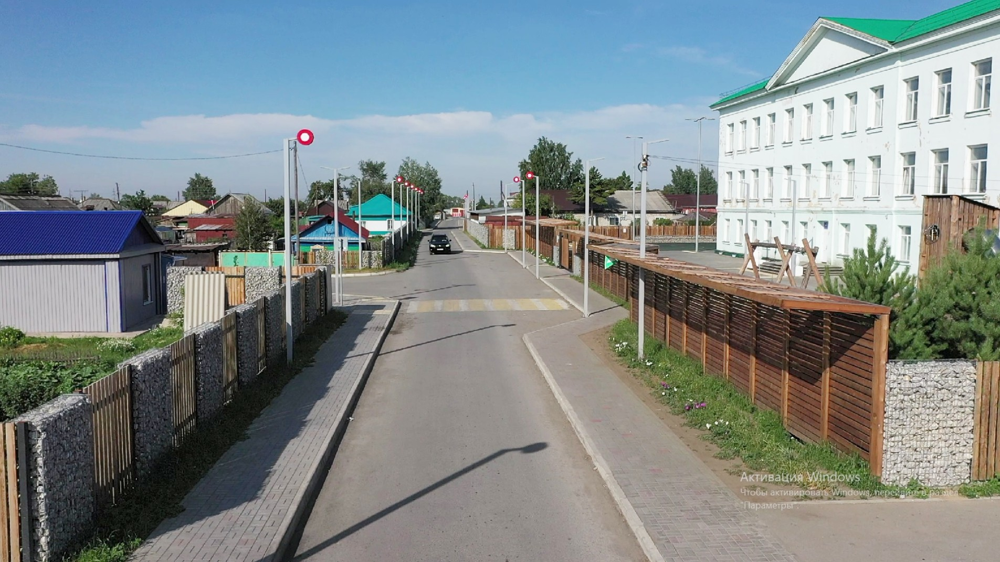 Активация Windows
Чтобы активировать Windows, перейдите в раздел
"Параметры".